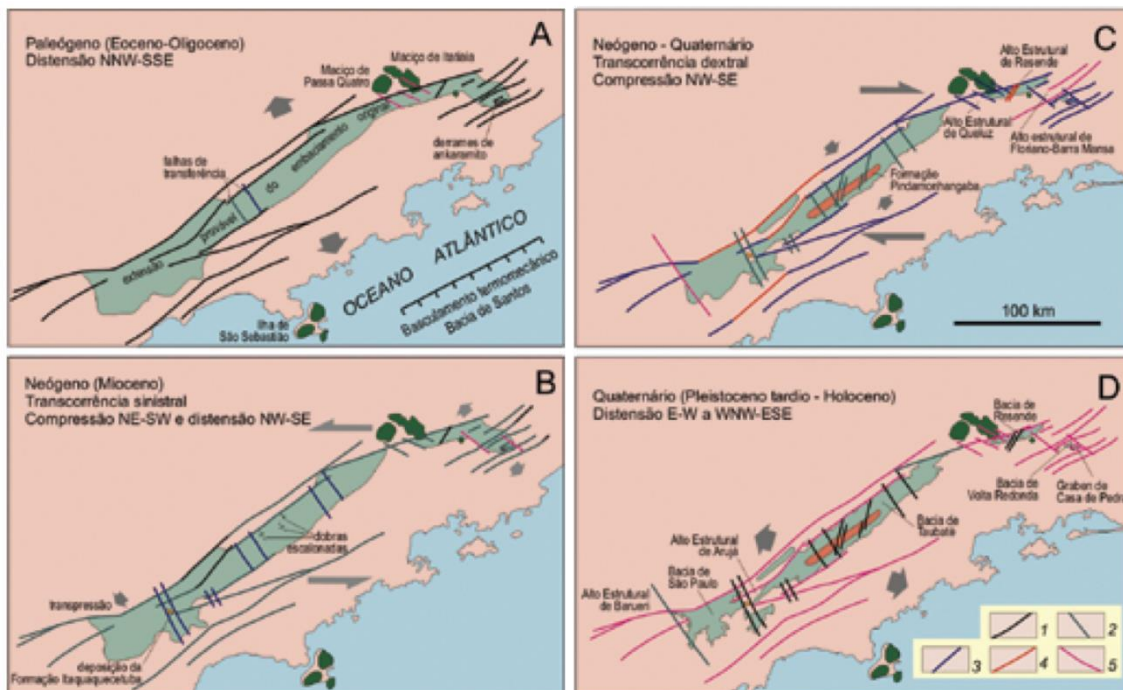 A
Paleógeno (Eoceno-Oligoceno)
Distensão NNW-SSE
Maciço de Itatiaia
Maciço de
Passa Quatro
falhas de
transferência
derrames de
ankaramito
extensão provável do embaciamento original
OCEANO ATLÂNTICO
Basculamento termomecânico
Bacia de Santos
Ilha de
São Sebastião
C
Neógeno - Quaternário
Transcorrência dextral
Compressão NW-SE
Alto Estrutural
de Resende
Alto Estrutural
de Queluz
Alto estrutural de
Floriano-Barra Mansa
Formação
Pindamonhangaba
100 km
B
Neógeno (Mioceno)
Transcorrência sinistral
Compressão NE-SW e distensão NW-SE
dobras
escalonadas
transpressão
deposição da
Formação Itaquaquecetuba
D
Quaternário (Pleistoceno tardio - Holoceno)
Distensão E-W a WNW-ESE
Bacia de
Resende
Bacia de
Volta Redonda
Graben de
Casa de Pedra
Bacia de
Taubaté
Alto Estrutural
de Arujá
Bacia de
São Paulo
Alto Estrutural
de Barueri
1 2
3 4 5